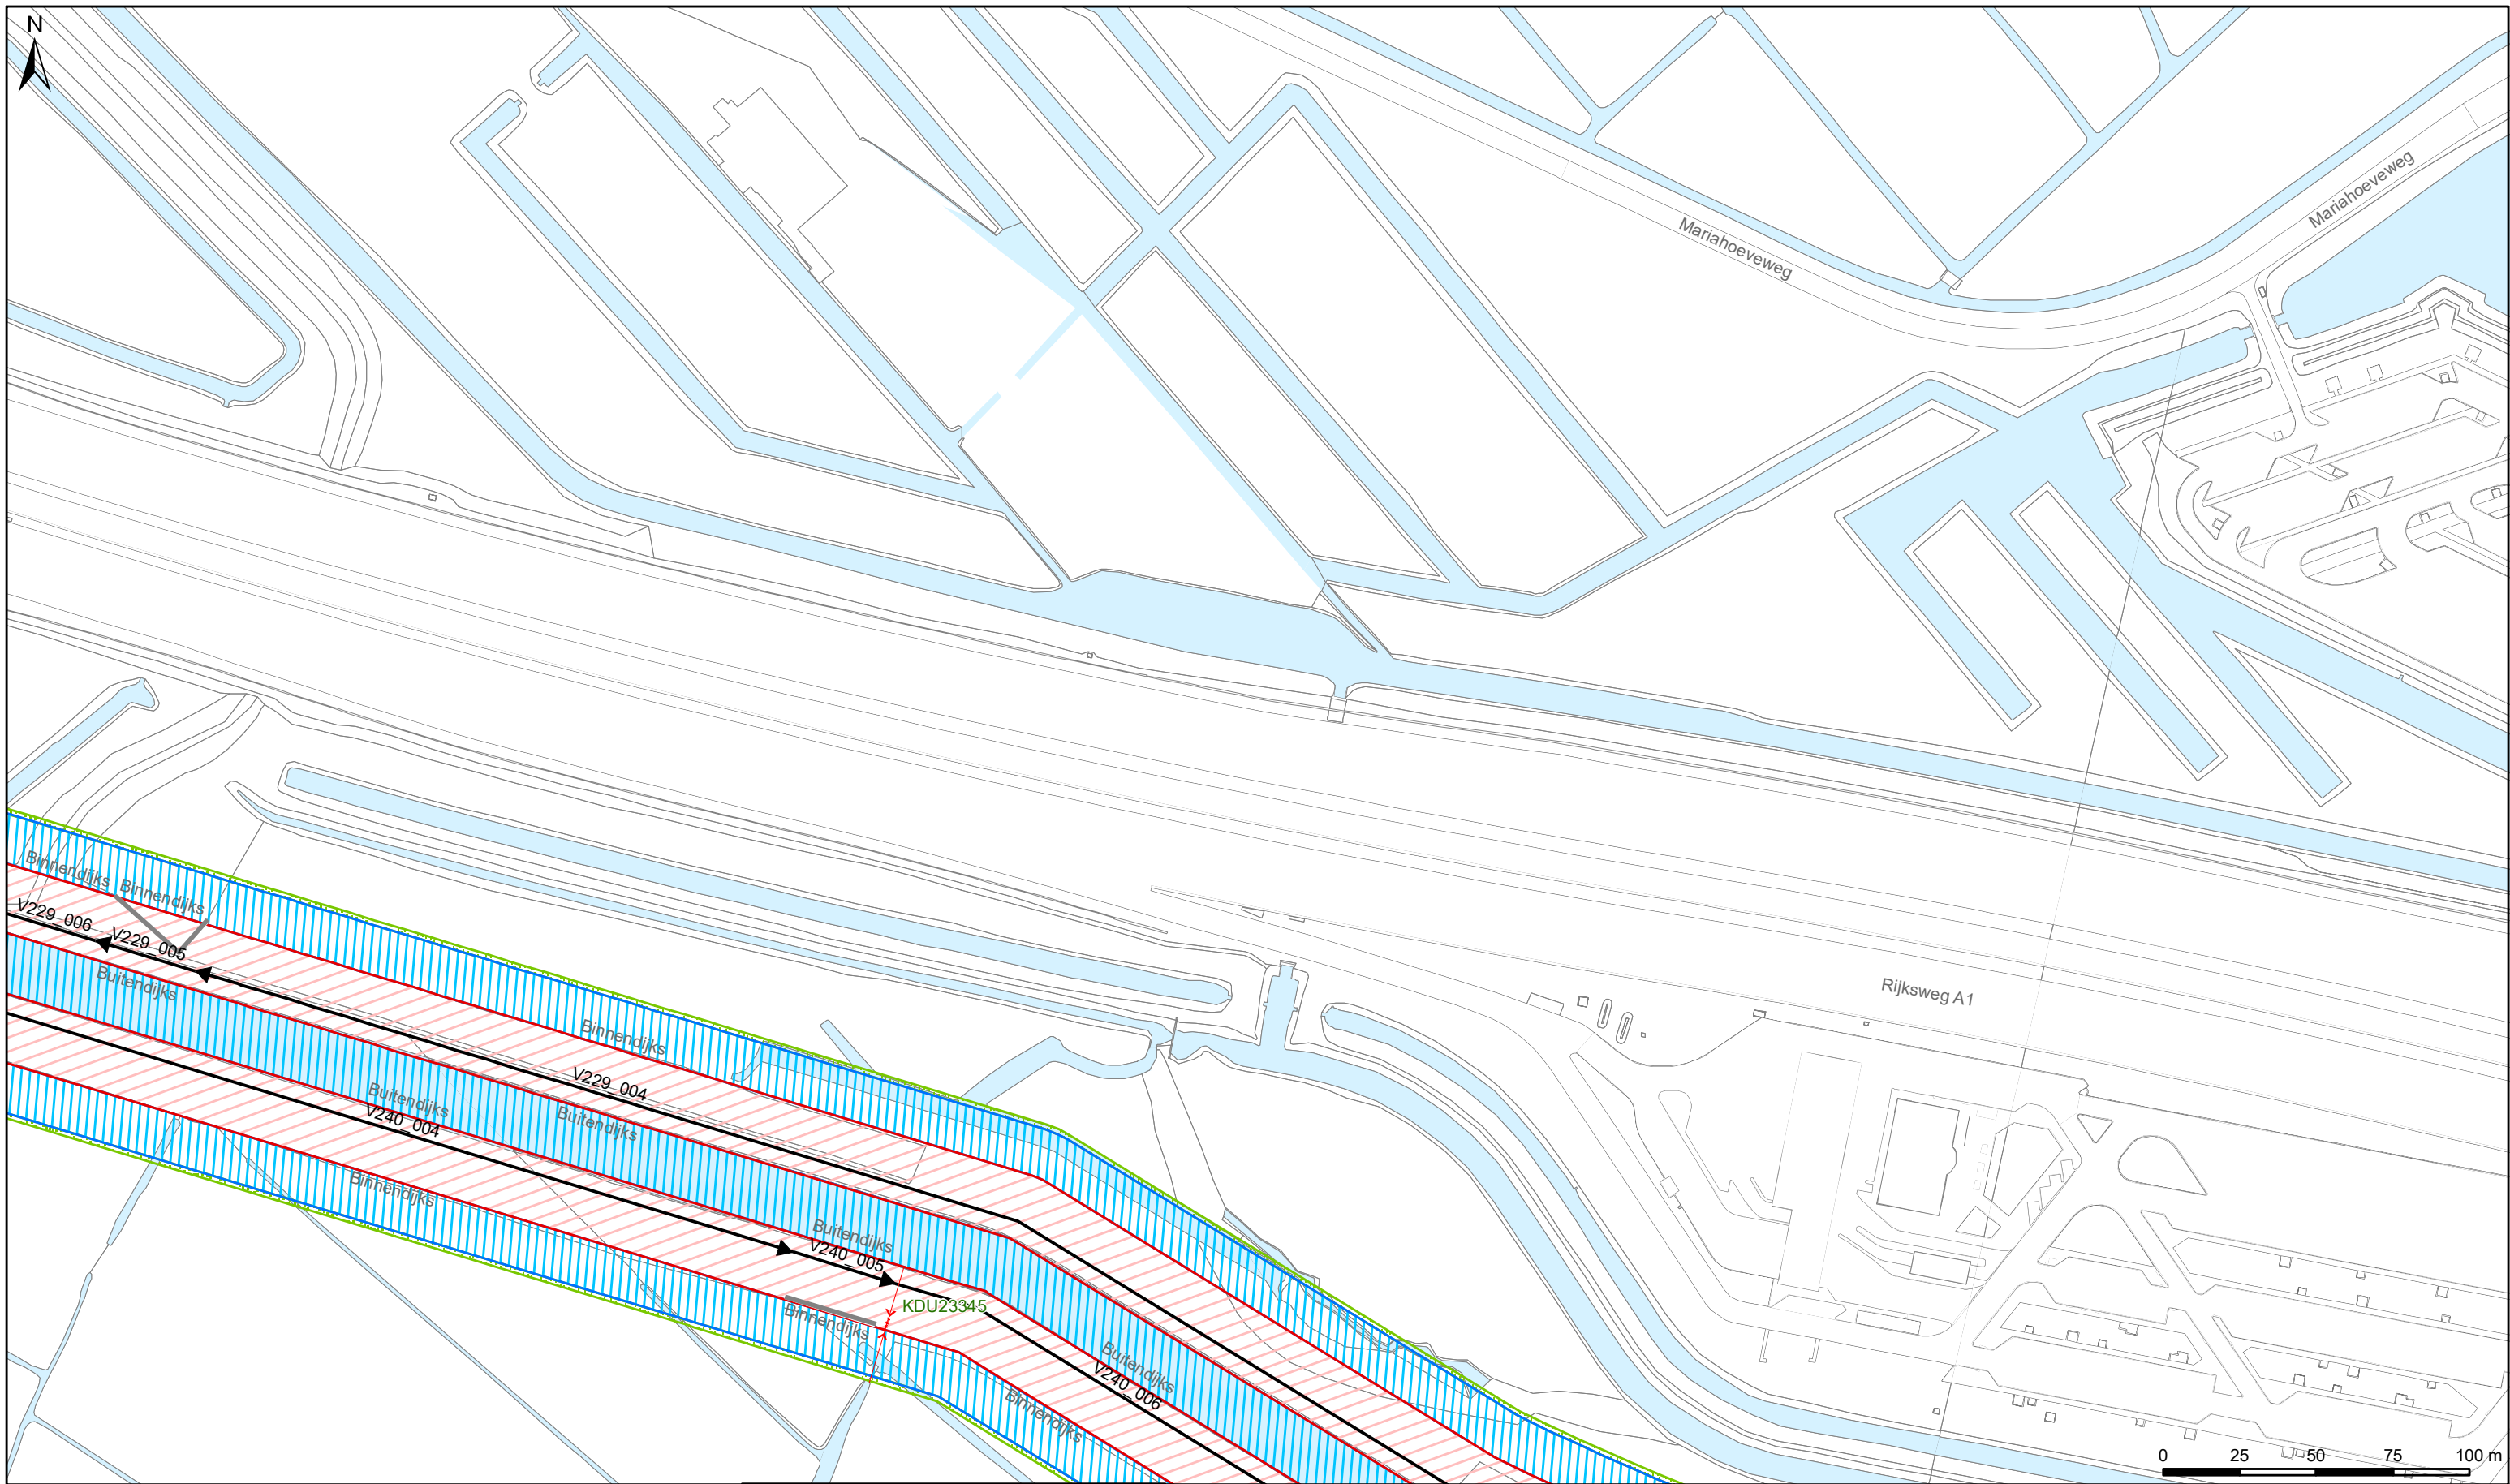 N
Mariahoeveweg
Mariahoeveweg
Binnendijks
Binnendijks
V229_006
V229_005
Buitendijks
Rijksweg A1
Binnendijks
V229_004
Buitendijks
Buitendijks
V240_004
Binnendijks
Buitendijks
V240_005
KDU23345
Binnendijks
Buitendijks
V240_006
Binnendijks
0 25 50 75 100 m